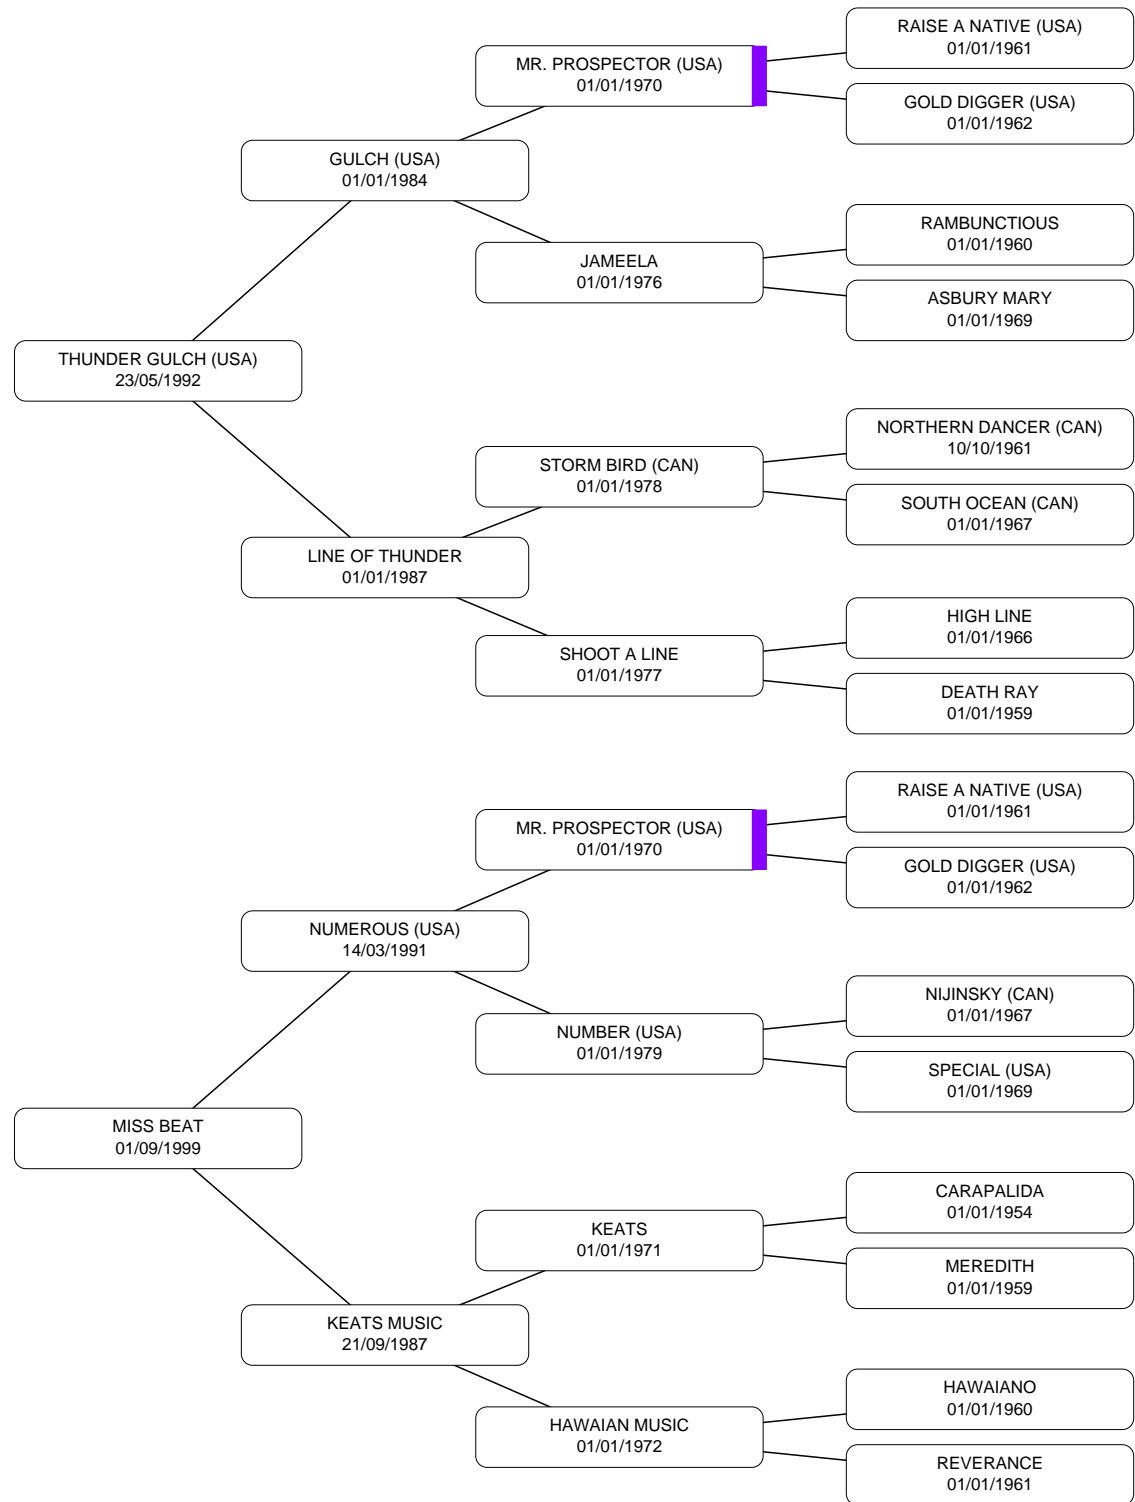 RAISE A NATIVE (USA)
01/01/1961
MR. PROSPECTOR (USA)
01/01/1970
GOLD DIGGER (USA)
01/01/1962
GULCH (USA)
01/01/1984
RAMBUNCTIOUS
01/01/1960
JAMEELA
01/01/1976
ASBURY MARY
01/01/1969
THUNDER GULCH (USA)
23/05/1992
NORTHERN DANCER (CAN)
10/10/1961
STORM BIRD (CAN)
01/01/1978
SOUTH OCEAN (CAN)
01/01/1967
LINE OF THUNDER
01/01/1987
HIGH LINE
01/01/1966
SHOOT A LINE
01/01/1977
DEATH RAY
01/01/1959
RAISE A NATIVE (USA)
01/01/1961
MR. PROSPECTOR (USA)
01/01/1970
GOLD DIGGER (USA)
01/01/1962
NUMEROUS (USA)
14/03/1991
NIJINSKY (CAN)
01/01/1967
NUMBER (USA)
01/01/1979
SPECIAL (USA)
01/01/1969
MISS BEAT
01/09/1999
CARAPALIDA
01/01/1954
KEATS
01/01/1971
MEREDITH
01/01/1959
KEATS MUSIC
21/09/1987
HAWAIANO
01/01/1960
HAWAIAN MUSIC
01/01/1972
REVERANCE
01/01/1961